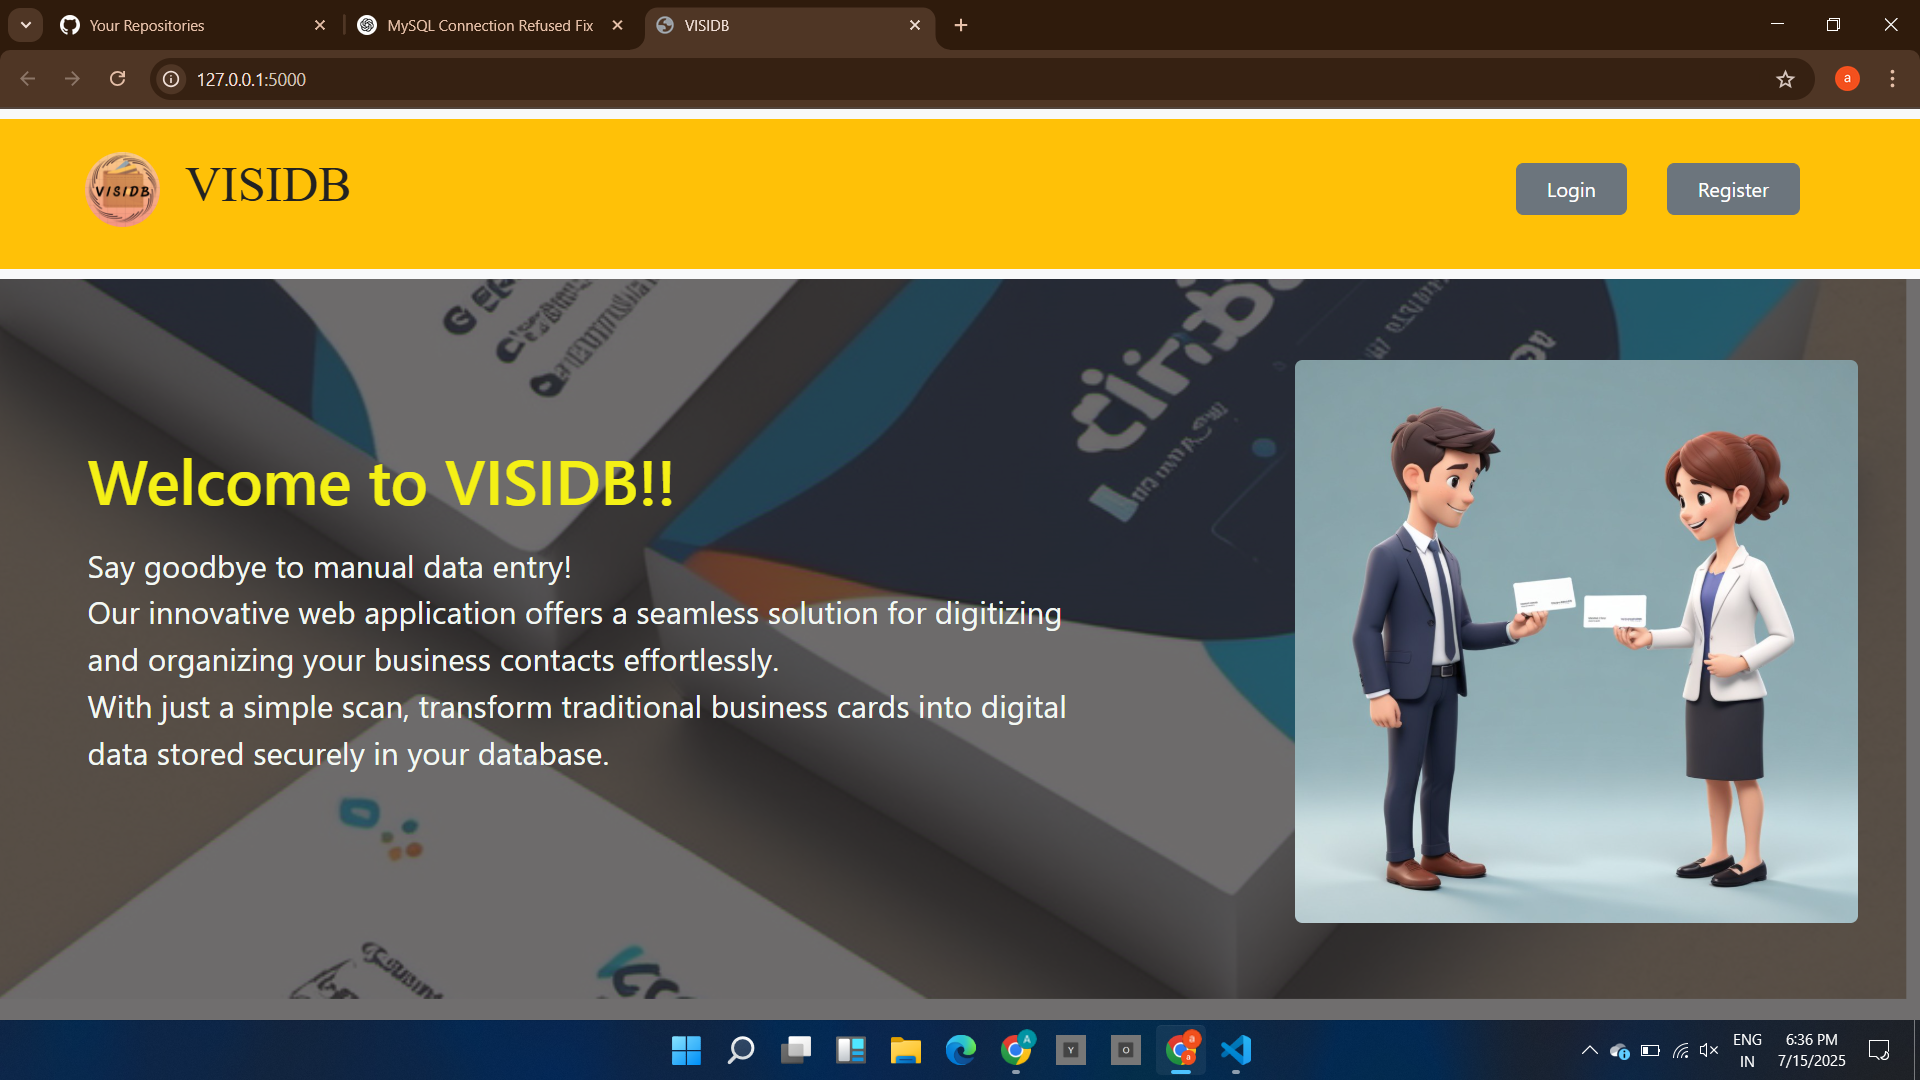 Your Repositories
MySQL Connection Refused Fix
VISIDB
127.0.0.1:5000
a
VISIDB
VISIDB
Login
Register
Welcome to VISIDB!!
Say goodbye to manual data entry!
Our innovative web application offers a seamless solution for digitizing
and organizing your business contacts effortlessly.
With just a simple scan, transform traditional business cards into digital
data stored securely in your database.
A
Y
O
a
a
ENG
IN
6:36 PM
7/15/2025